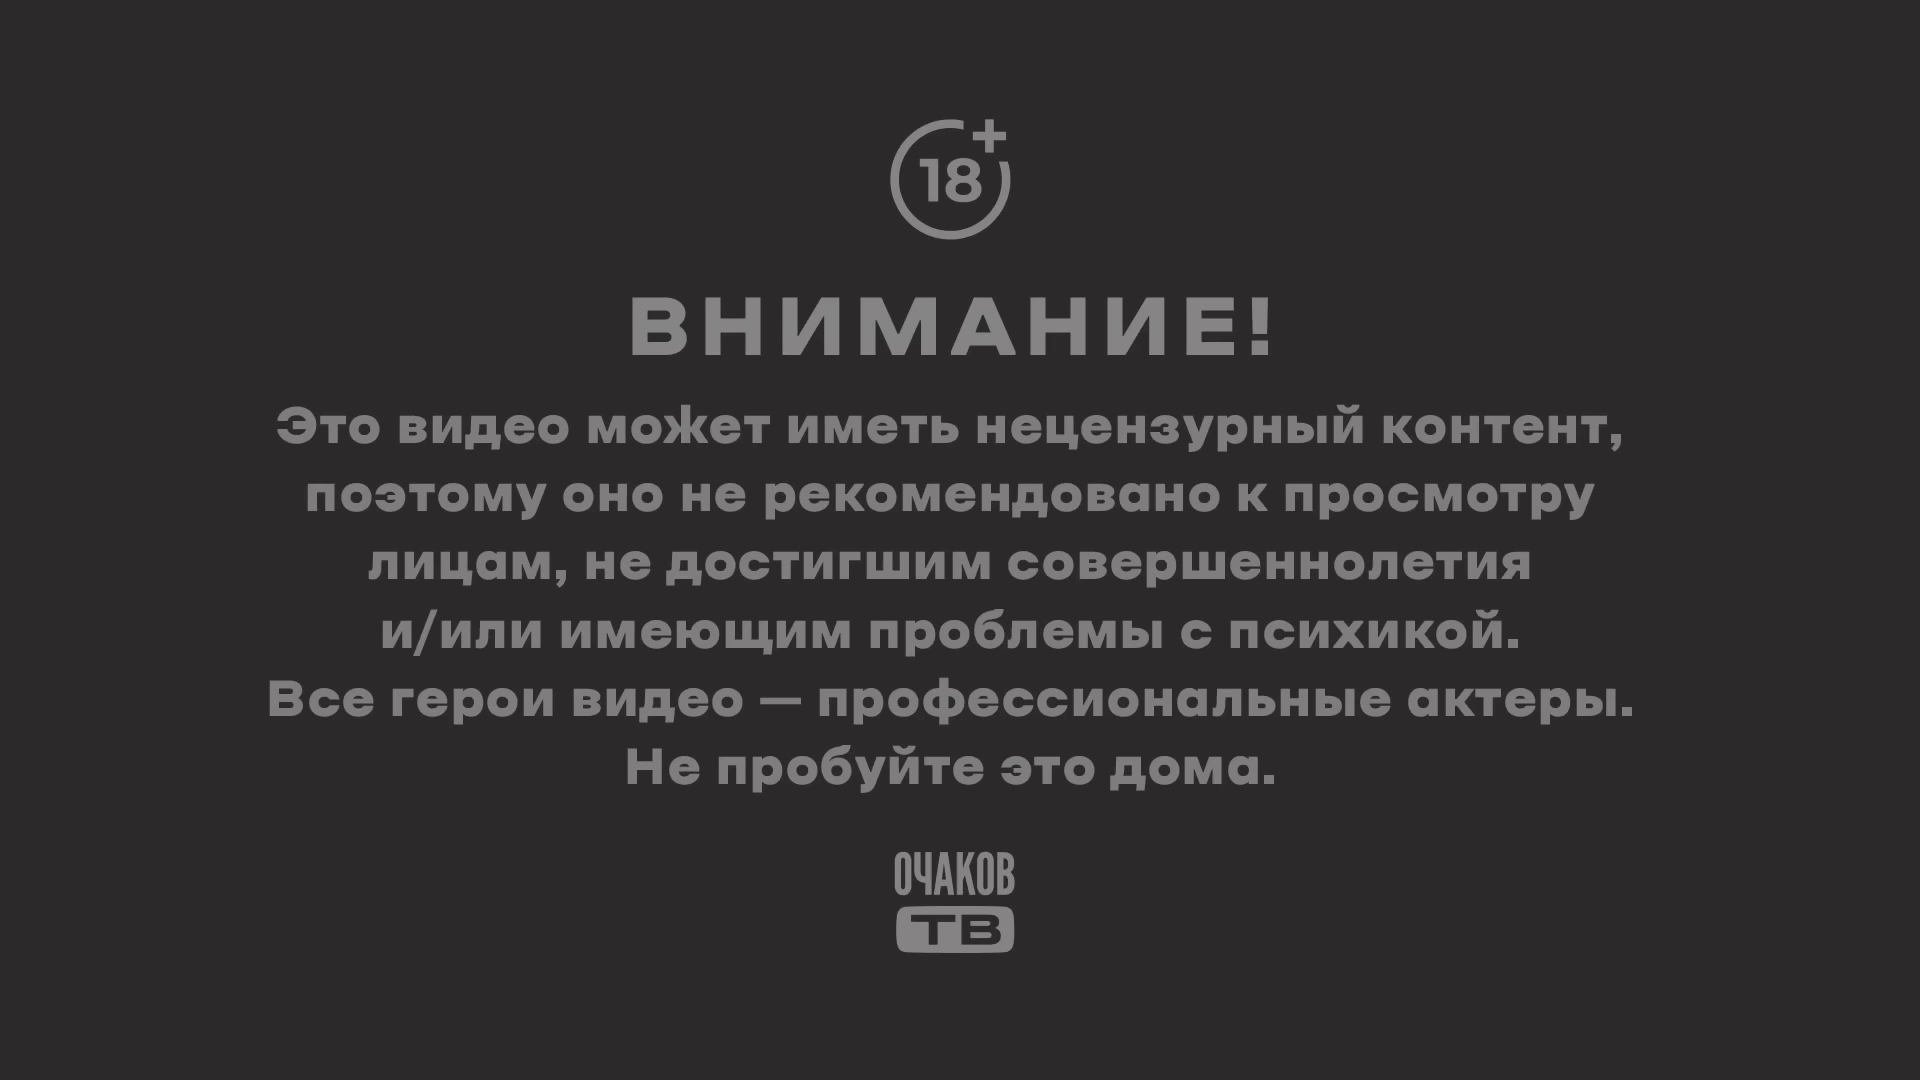 18+
ВНИМАНИЕ!
Это видео может иметь нецензурный контент,
поэтому оно не рекомендовано к просмотру
лицам, не достигшим совершеннолетия
и/или имеющим проблемы с психикой.
Все герои видео — профессиональные актеры.
Не пробуйте это дома.
ОЧАКОВ
ТВ